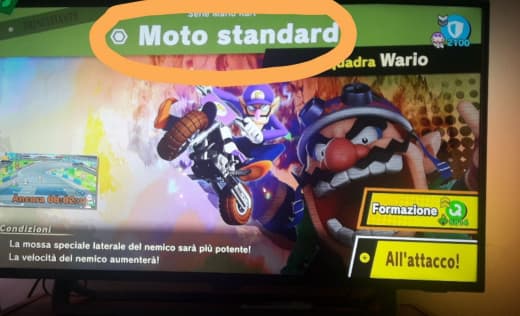 Serie Mario Kart
Moto standard
2100
Squadra Wario
Ancora
Formazione
Condizioni
La mossa speciale laterale del nemico sarà più potente!
La velocità del nemico aumenterà!
All'attacco!